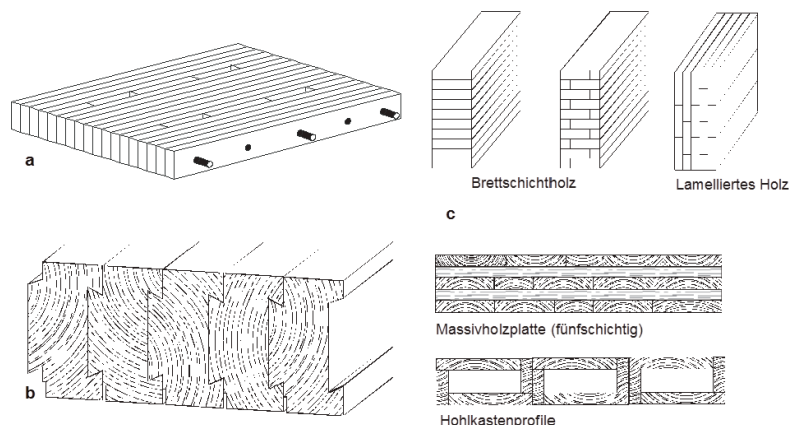 a
Brettschichtholz
Lamelliertes Holz
c
b
Massivholzplatte (fünfschichtig)
Hohlkastenprofile